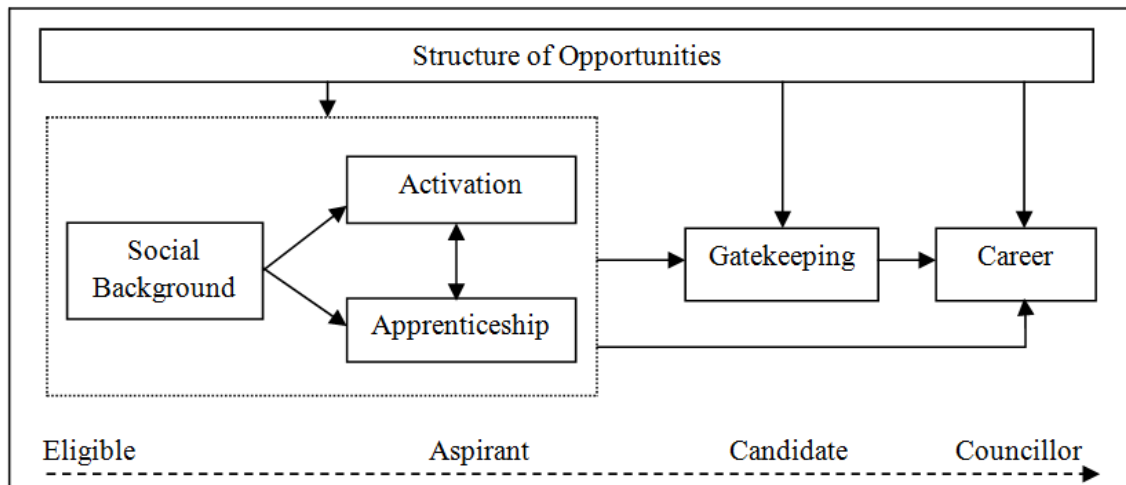 Structure of Opportunities
Activation
Social
Background
Apprenticeship
Gatekeeping
Career
Eligible
Aspirant
Candidate
Councillor